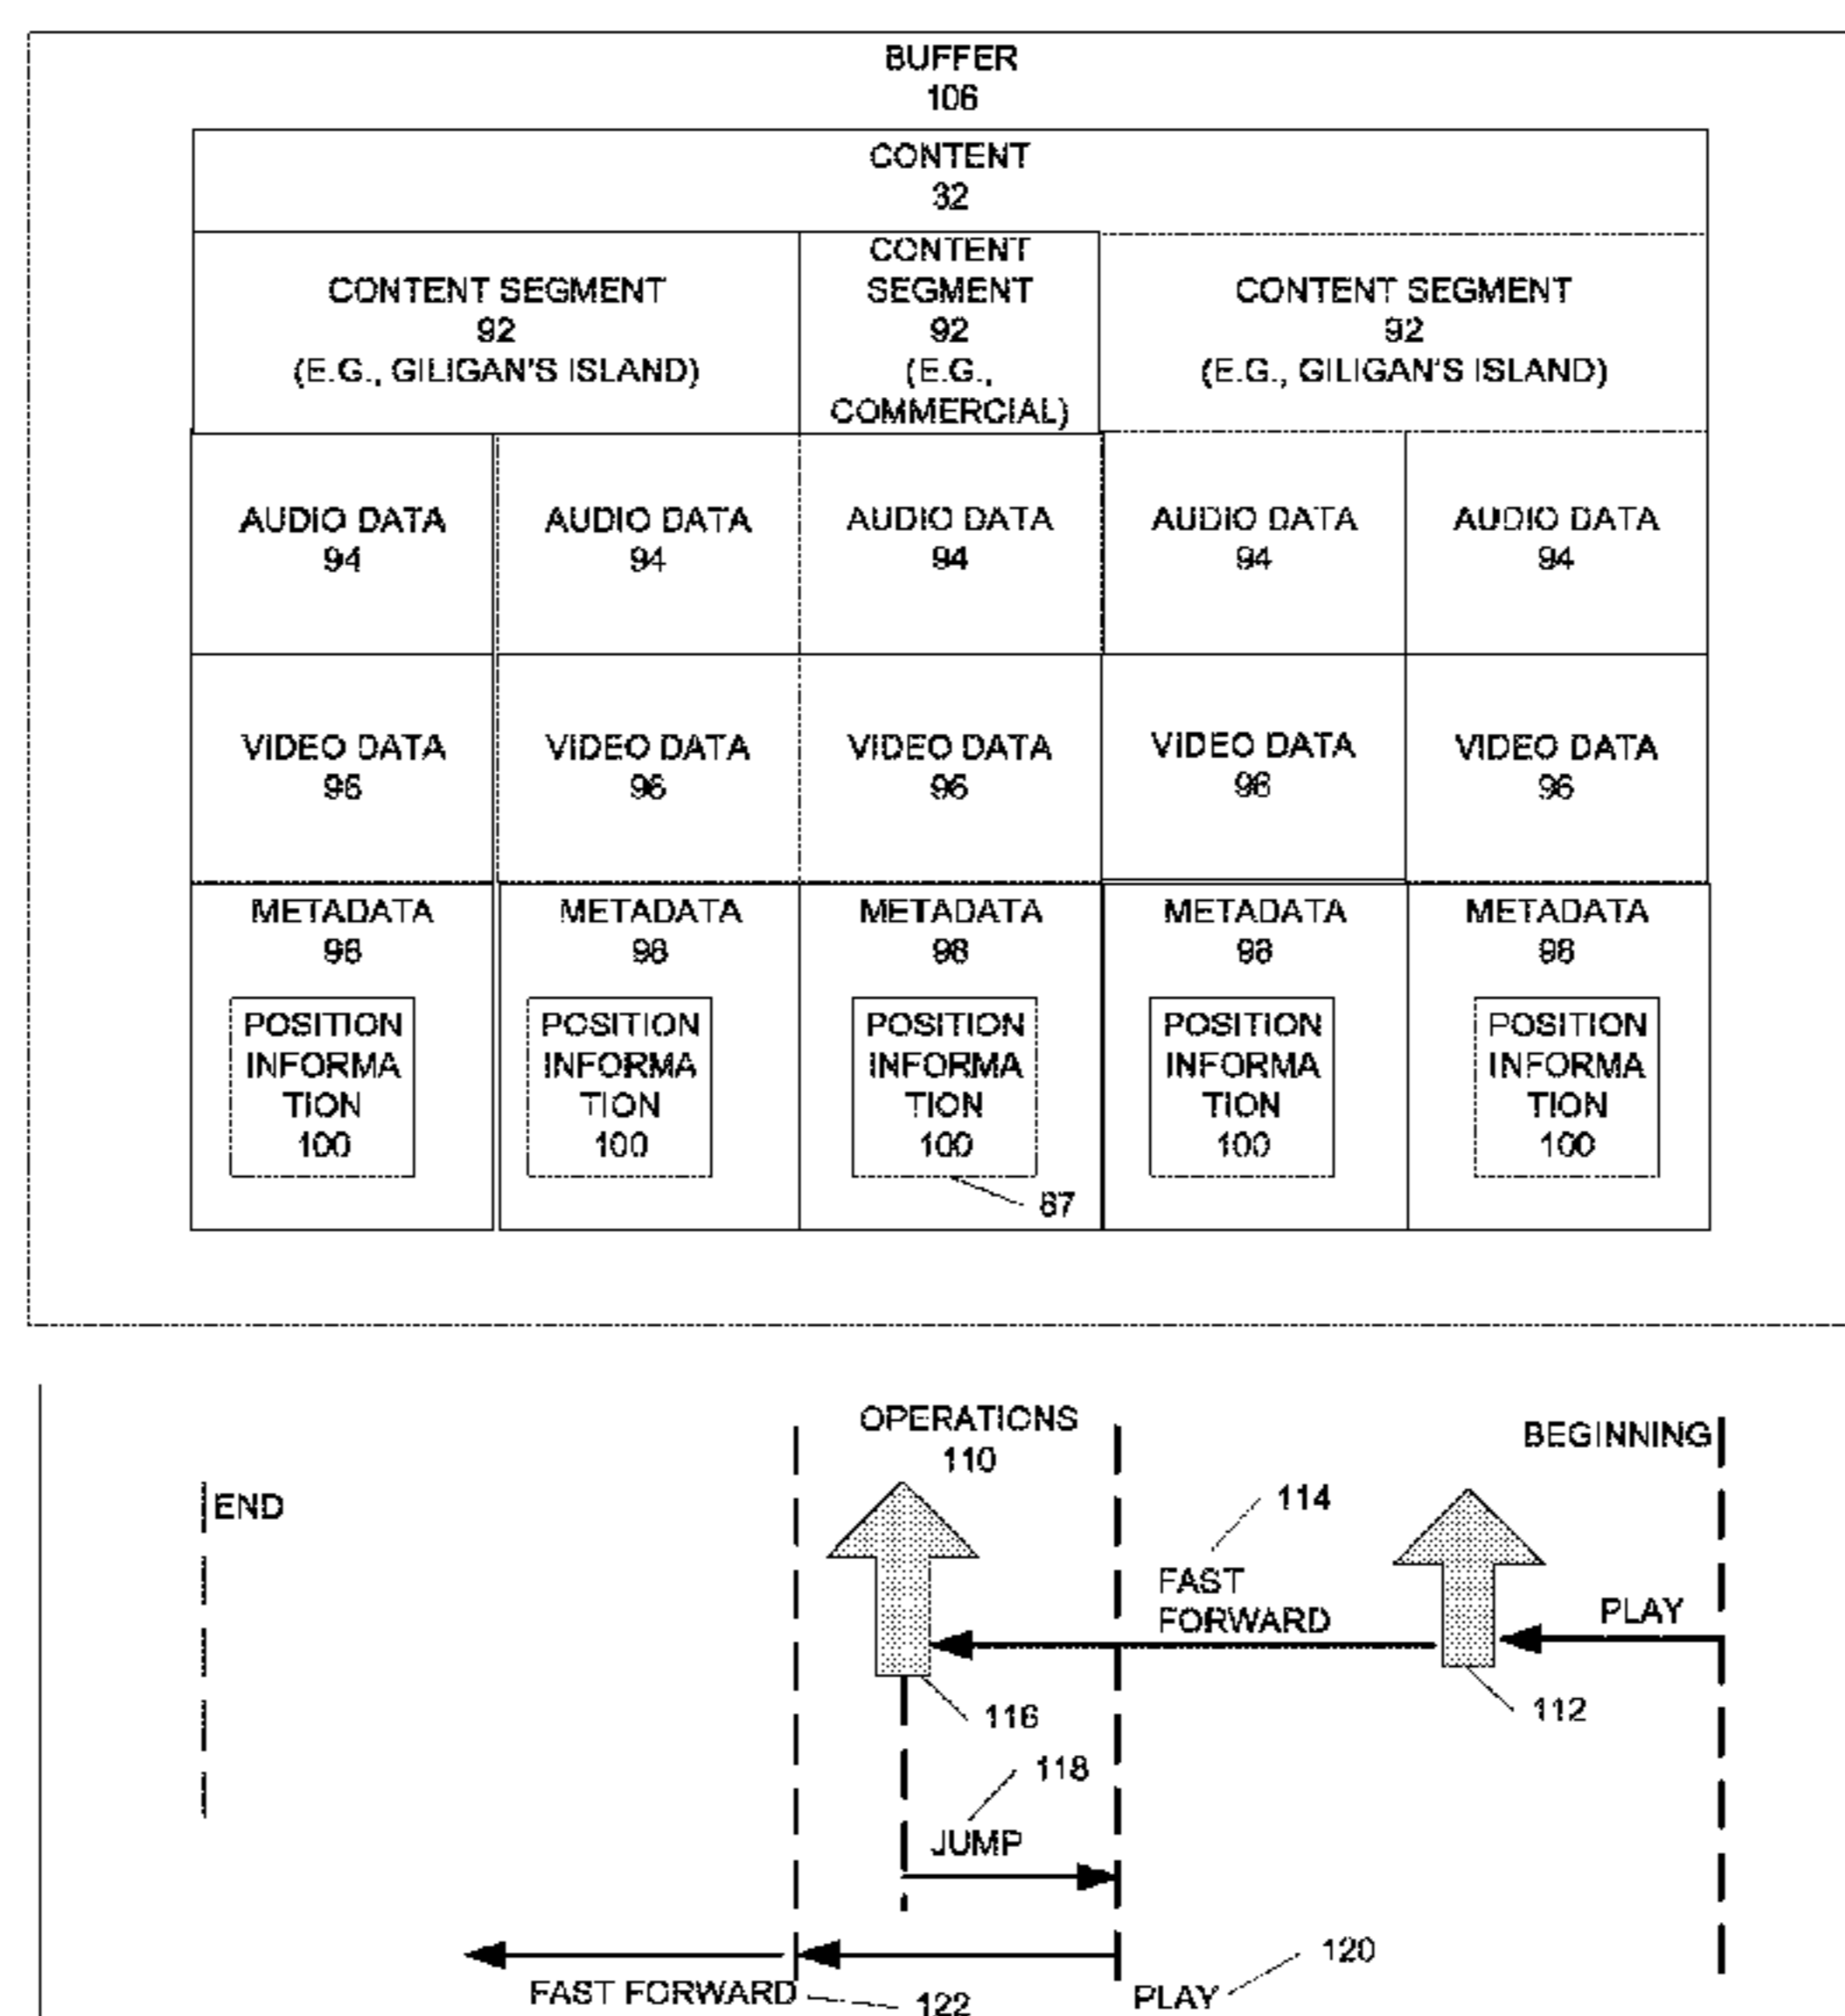 BUFFER
106
CONTENT
32
CONTENT SEGMENT
92
(E.G., GILIGAN'S ISLAND)
CONTENT
SEGMENT
92
(E.G.,
COMMERCIAL)
CONTENT SEGMENT
92
(E.G., GILIGAN'S ISLAND)
AUDIO DATA
94
AUDIO DATA
94
AUDIO DATA
94
AUDIO DATA
94
AUDIO DATA
94
VIDEO DATA
96
VIDEO DATA
96
VIDEO DATA
96
VIDEO DATA
96
VIDEO DATA
96
METADATA
98
METADATA
98
METADATA
98
METADATA
98
METADATA
98
POSITION
INFORMA
TION
100
POSITION
INFORMA
TION
100
POSITION
INFORMA
TION
100
POSITION
INFORMA
TION
100
POSITION
INFORMA
TION
100
87
OPERATIONS
110
BEGINNING
END
114
FAST
FORWARD
PLAY
116
112
118
JUMP
120
FAST FORWARD
122
PLAY